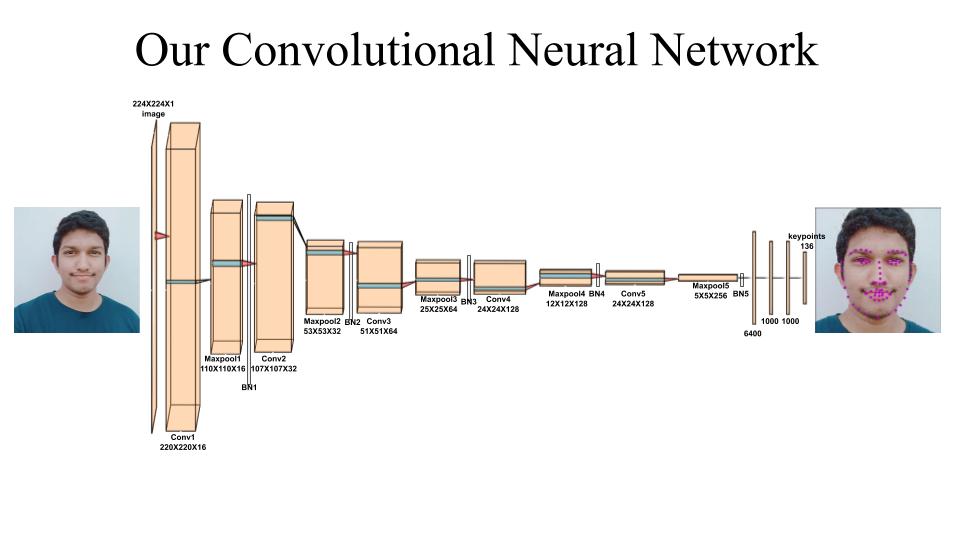 Our Convolutional Neural Network
224X224X1
image
Conv1
220X220X16
Maxpool1
110X110X16
BN1
Conv2
107X107X32
Maxpool2
53X53X32
BN2
Conv3
51X51X64
Maxpool3
25X25X64
BN3
Conv4
24X24X128
Maxpool4
12X12X128
BN4
Conv5
24X24X128
Maxpool5
5X5X256
BN5
6400
1000
1000
keypoints
136